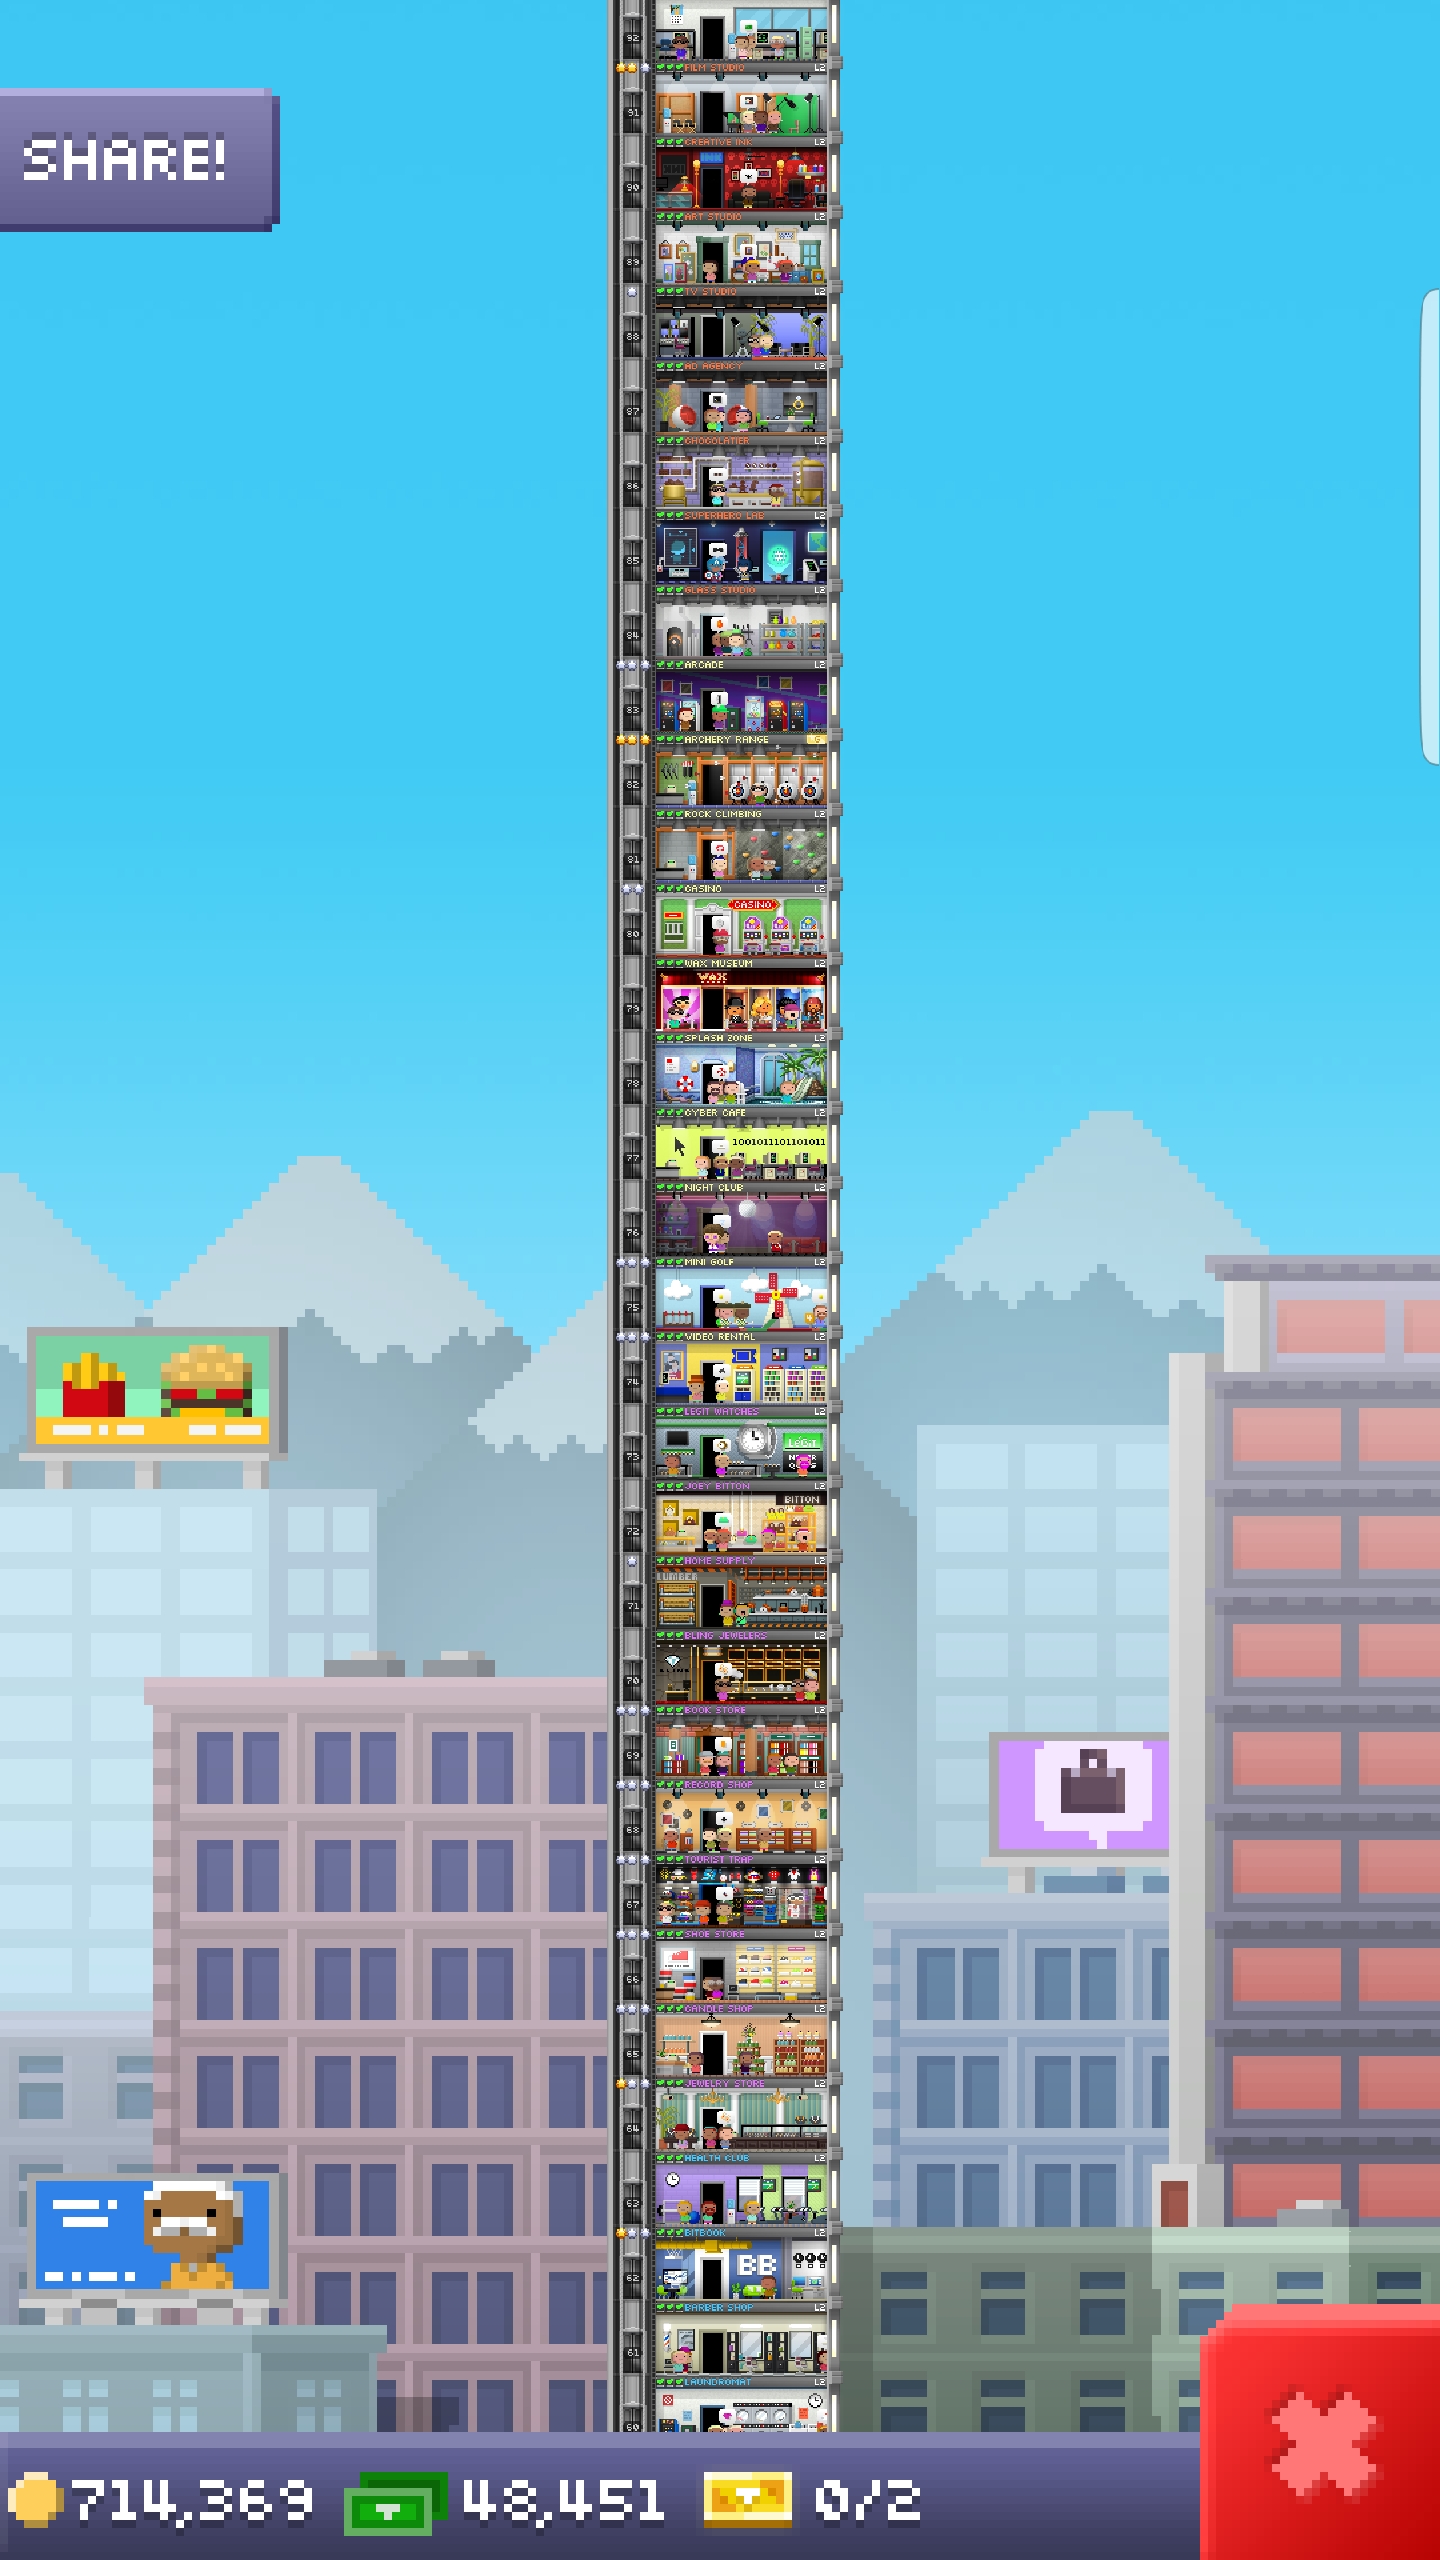 92
FILM STUDIO L2
SHARE!
91
CREATIVE INK L2
INK
90
ART STUDIO L2
89
TV STUDIO L2
88
AD AGENCY L2
87
CHOCOLATIER L2
86
SUPERHERO LAB L2
85
GLASS STUDIO L2
84
ARCADE L2
83
ARCHERY RANGE G
82
ROCK CLIMBING L2
81
CASINO L2
CASINO
80
WAX MUSEUM L2
WAX
79
SPLASH ZONE L2
78
CYBER CAFE L2
1001011101101011
77
NIGHT CLUB L2
76
MINI GOLF L2
75
VIDEO RENTAL L2
74
LEGIT WATCHES L2
LEGIT
73
JOEY BITTON L2
BITTON
72
HOME SUPPLY L2
LUMBER
71
BLING JEWELERS L2
70
BOOK STORE L2
69
RECORD SHOP L2
68
TOURIST TRAP L2
67
SHOE STORE L2
66
CANDLE SHOP L2
65
JEWELRY STORE L2
64
HEALTH CLUB L2
63
BITBOOK L2
BB
62
BARBER SHOP L2
61
LAUNDROMAT L2
60
714,369 48,451 0/2